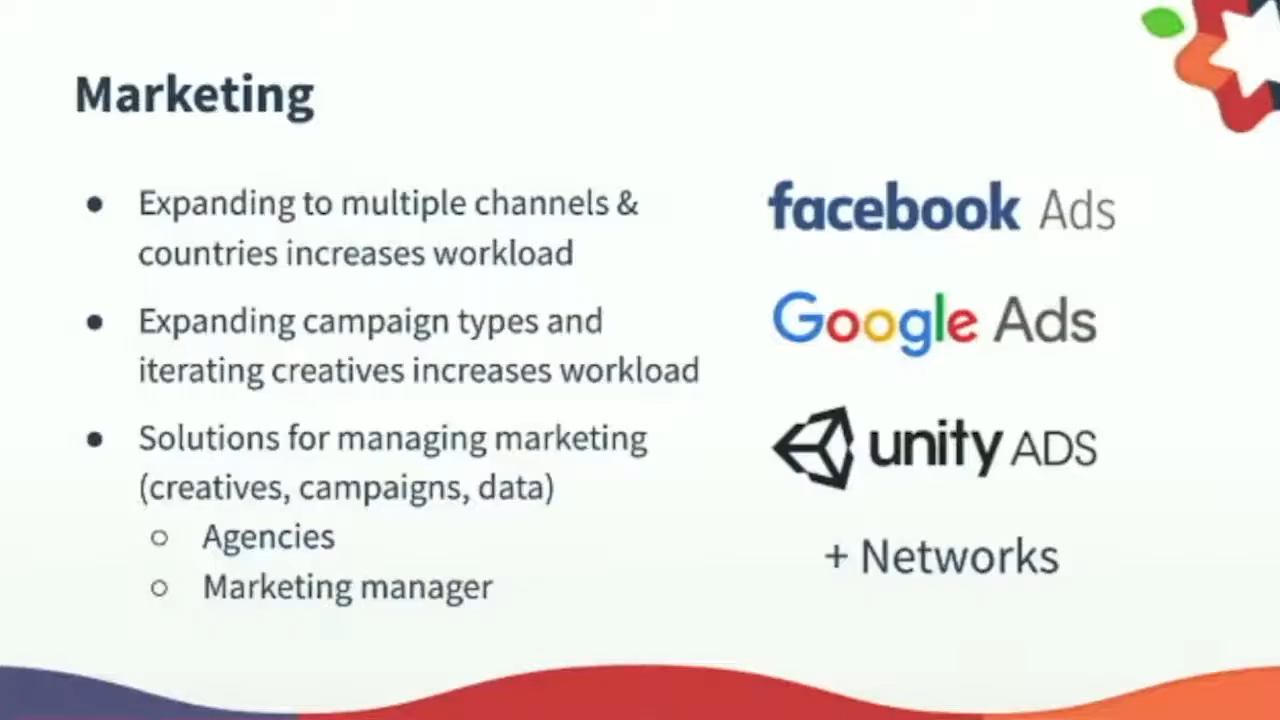 Marketing
● Expanding to multiple channels &
countries increases workload
● Expanding campaign types and
iterating creatives increases workload
● Solutions for managing marketing
(creatives, campaigns, data)
○ Agencies
○ Marketing manager
facebook Ads
Google Ads
unity ADS
+ Networks